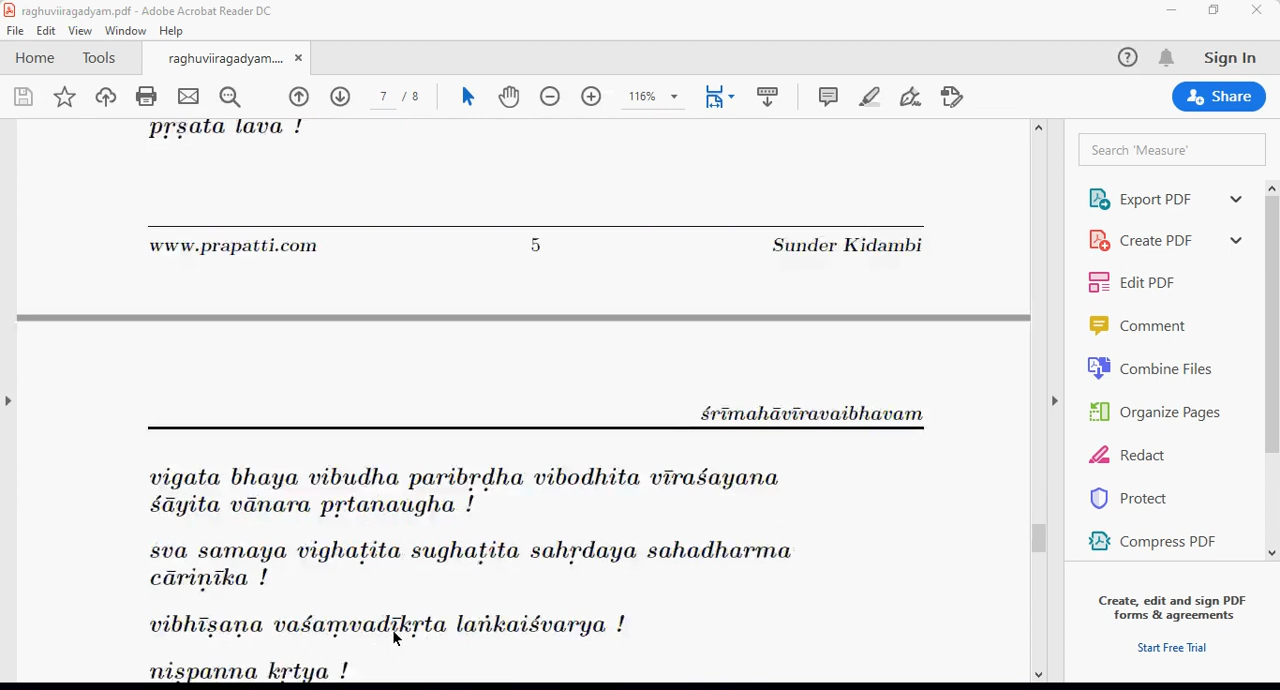 raghuviiragadyam.pdf - Adobe Acrobat Reader DC
File Edit View Window Help
Home Tools raghuviiragadyam.... × Sign In
7 / 8 116% Share
pṛṣata lava !
www.prapatti.com 5 Sunder Kidambi
śrīmahāvīravaibhavam
vigata bhaya vibudha paribṛḍha vibodhita vīraśayana
śāyita vānara pṛtanaugha !
sva samaya vighaṭita sughaṭita sahṛdaya sahadharma
cāriṇīka !
vibhīṣaṇa vaśaṃvadīkṛta laṅkaiśvarya !
niṣpanna kṛtya !
Search 'Measure'
Export PDF
Create PDF
Edit PDF
Comment
Combine Files
Organize Pages
Redact
Protect
Compress PDF
Create, edit and sign PDF
forms & agreements
Start Free Trial